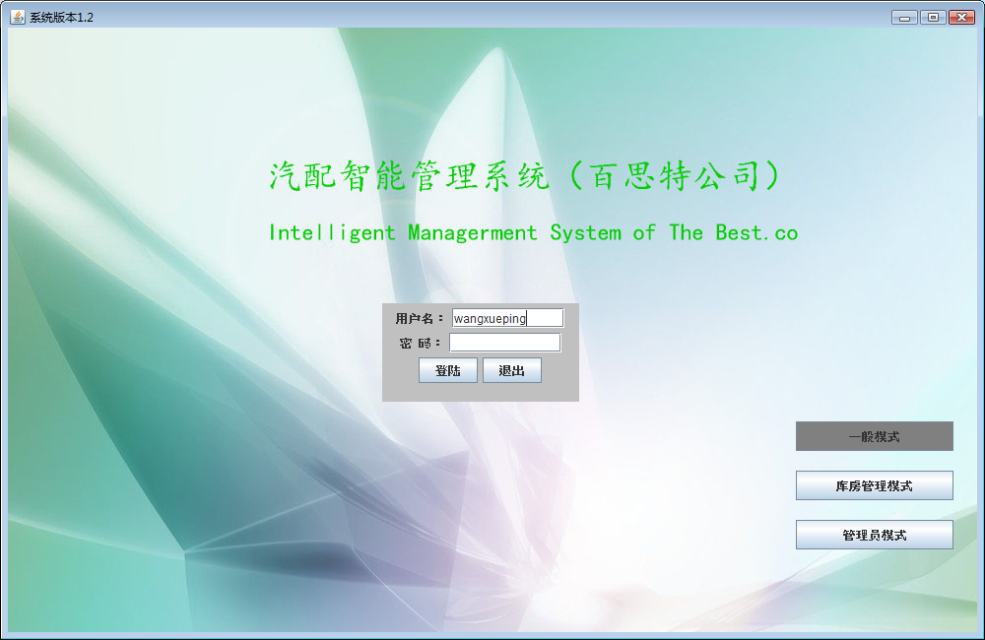 系统版本1.2
汽配智能管理系统（百思特公司）
Intelligent Managerment System of The Best.co
用户名： wangxueping
密 码：
登陆 退出
一般模式
库房管理模式
管理员模式